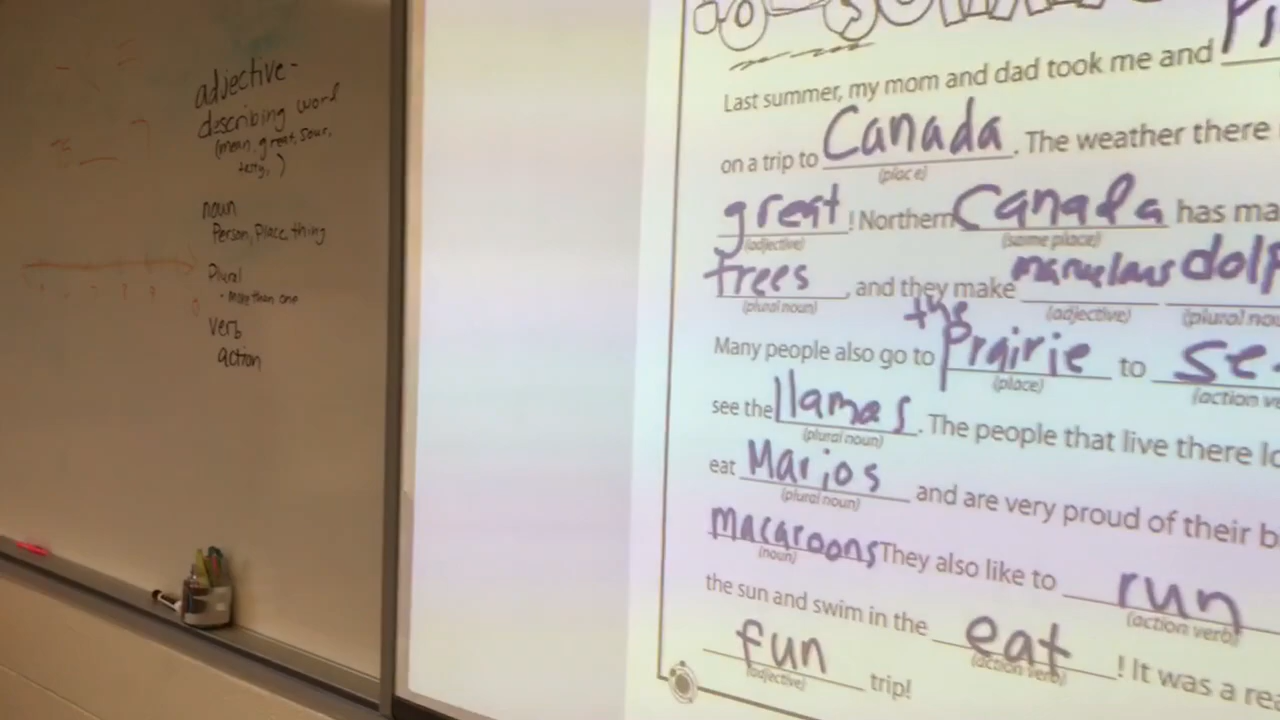 adjective -
describing word
(mean, great, sour,
tasty, )
noun
Person, Place, thing
Plural
• More than one
verb
action
Last summer, my mom and dad took me and
on a trip to Canada. The weather there
(place)
great! Northern Canada has ma
(adjective) (same place)
trees, and they make marvelous dolp
(plural noun) (adjective) (plural nou
the
Many people also go to Prairie to se
(place) (action ve
see the llamas. The people that live there lo
(plural noun)
eat Marios and are very proud of their b
(plural noun)
macaroons They also like to run
(noun) (action verb)
the sun and swim in the eat! It was a rea
(action verb)
fun trip!
(adjective)